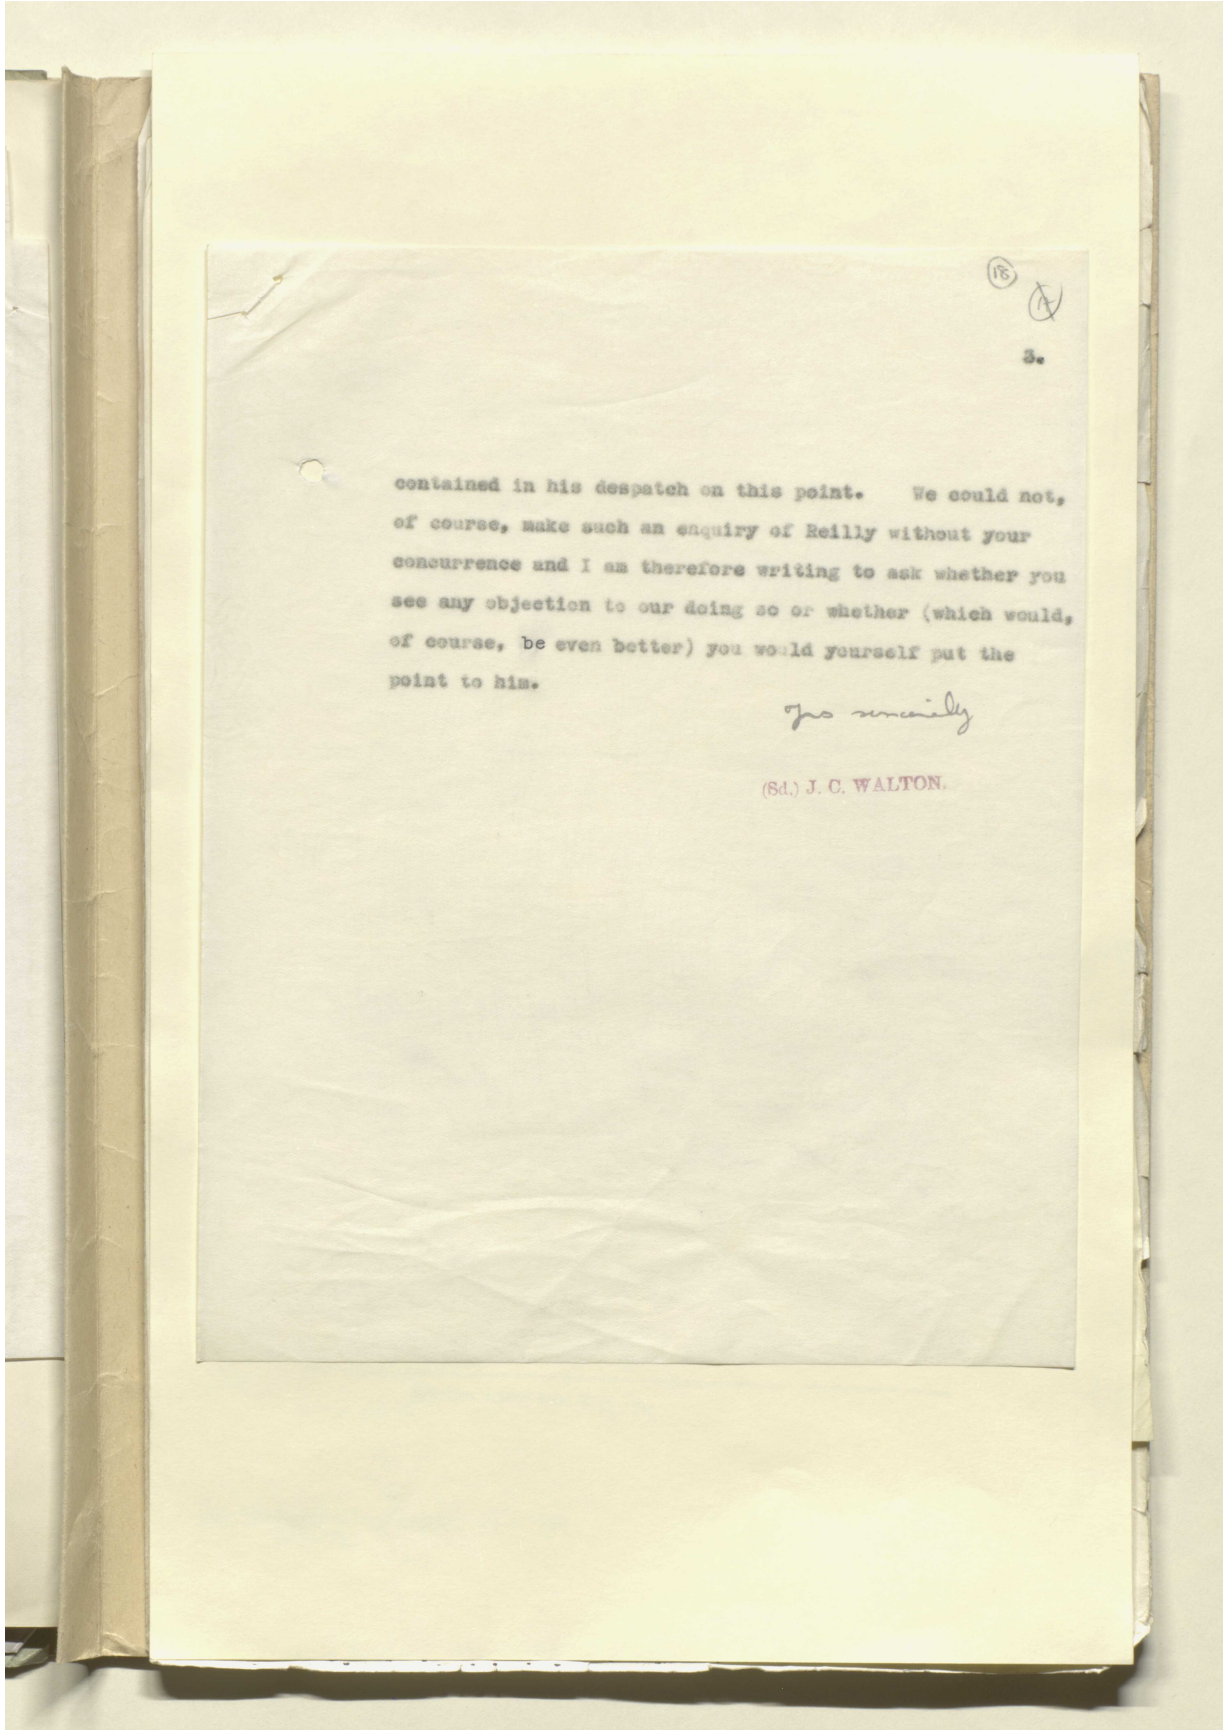 18
3.
contained in his despatch on this point. We could not,
of course, make such an enquiry of Reilly without your
concurrence and I am therefore writing to ask whether you
see any objection to our doing so or whether (which would,
of course, be even better) you would yourself put the
point to him.
Yrs sincerely
(Sd.) J. C. WALTON.